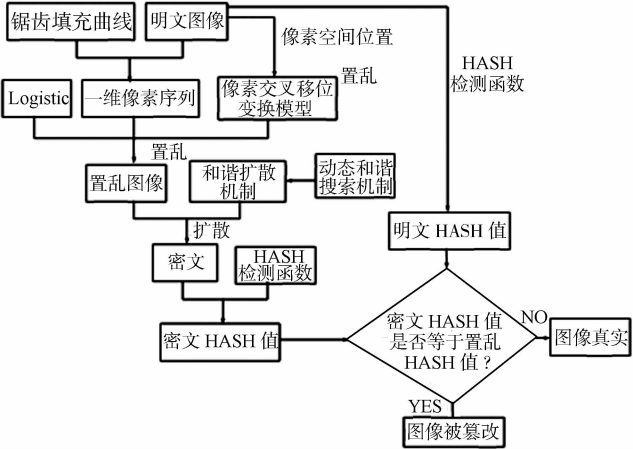 锯齿填充曲线
明文图像
像素空间位置
HASH
检测函数
置乱
Logistic
一维像素序列
像素交叉移位
变换模型
置乱
置乱图像
和谐扩散
机制
动态和谐
搜索机制
扩散
明文 HASH 值
密文
HASH
检测函数
密文 HASH 值
密文 HASH 值
是否等于置乱
HASH 值？
NO
图像真实
YES
图像被篡改